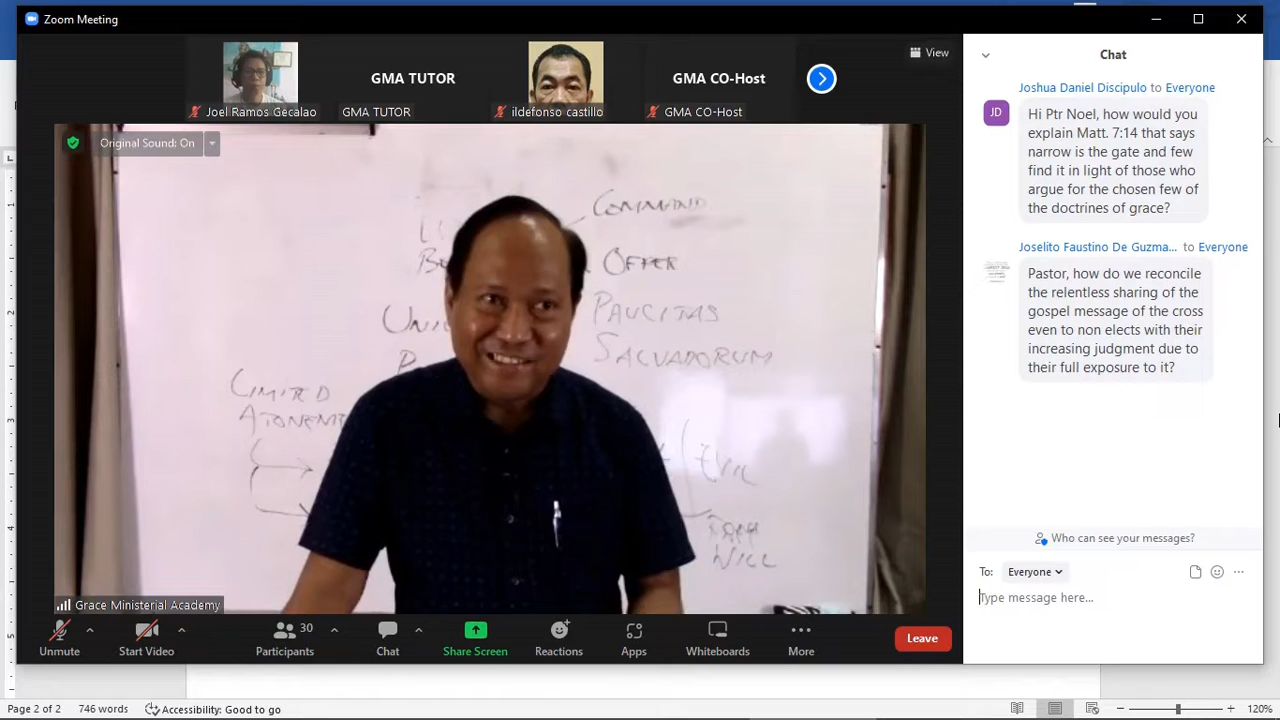 Zoom Meeting
View
GMA TUTOR
GMA CO-Host
Joel Ramos Gecalao
GMA TUTOR
ildefonso castillo
GMA CO-Host
Original Sound: On
COMMAND
OFFER
PAUCITAS
SALVADORUM
LIMITED
ATONEMENT
WILL
Grace Ministerial Academy
Unmute
Start Video
30
Participants
Chat
Share Screen
Reactions
Apps
Whiteboards
More
Leave
Chat
Joshua Daniel Discipulo to Everyone
JD
Hi Ptr Noel, how would you
explain Matt. 7:14 that says
narrow is the gate and few
find it in light of those who
argue for the chosen few of
the doctrines of grace?
Joselito Faustino De Guzma... to Everyone
Pastor, how do we reconcile
the relentless sharing of the
gospel message of the cross
even to non elects with their
increasing judgment due to
their full exposure to it?
Who can see your messages?
To: Everyone
Type message here...
1
2
3
4
5
Page 2 of 2
746 words
Accessibility: Good to go
120%